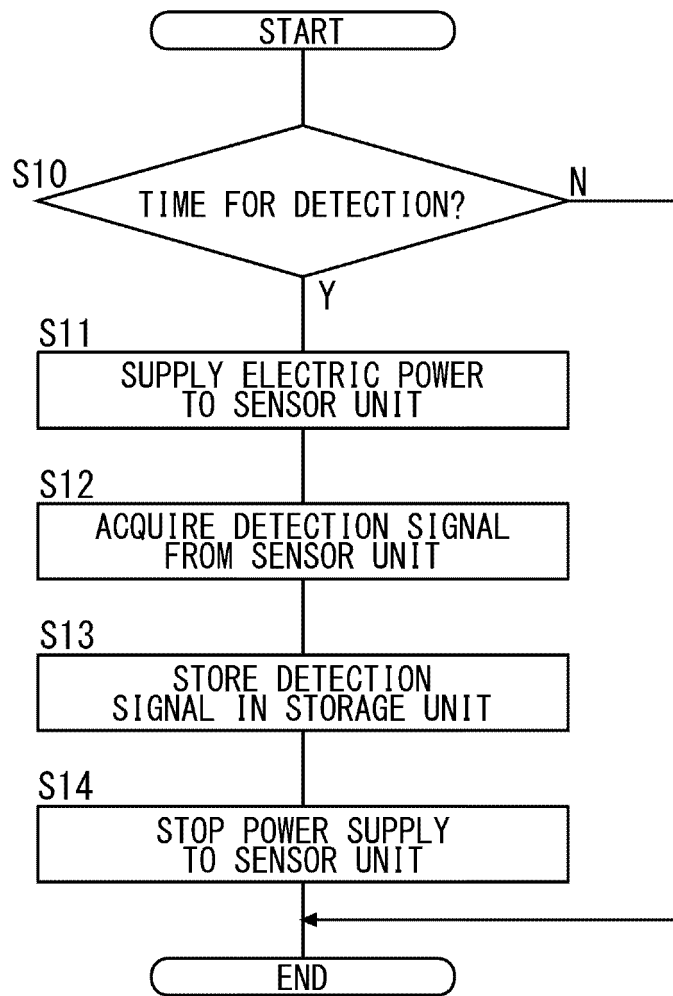 START
S10
TIME FOR DETECTION?
N
Y
S11
SUPPLY ELECTRIC POWER
TO SENSOR UNIT
S12
ACQUIRE DETECTION SIGNAL
FROM SENSOR UNIT
S13
STORE DETECTION
SIGNAL IN STORAGE UNIT
S14
STOP POWER SUPPLY
TO SENSOR UNIT
END